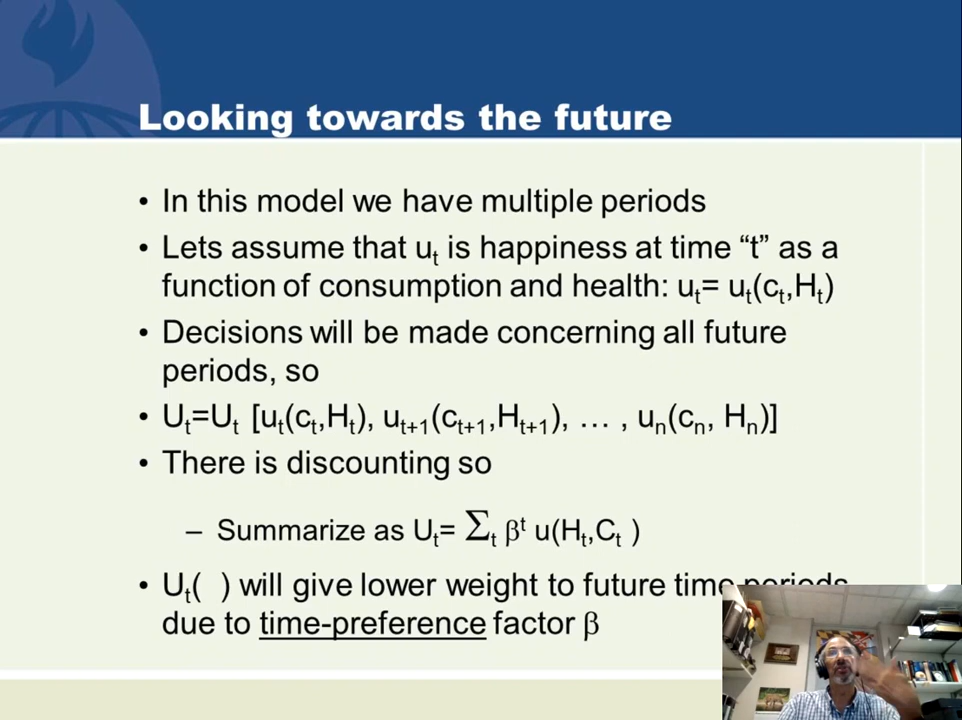 Looking towards the future
• In this model we have multiple periods
• Lets assume that uₜ is happiness at time “t” as a
function of consumption and health: uₜ= uₜ(cₜ,Hₜ)
• Decisions will be made concerning all future
periods, so
• Uₜ=Uₜ [uₜ(cₜ,Hₜ), uₜ₊₁(cₜ₊₁,Hₜ₊₁), … , uₙ(cₙ, Hₙ)]
• There is discounting so
– Summarize as Uₜ= ∑ₜ βᵗ u(Hₜ,Cₜ )
• Uₜ( ) will give lower weight to future time periods
due to time-preference factor β